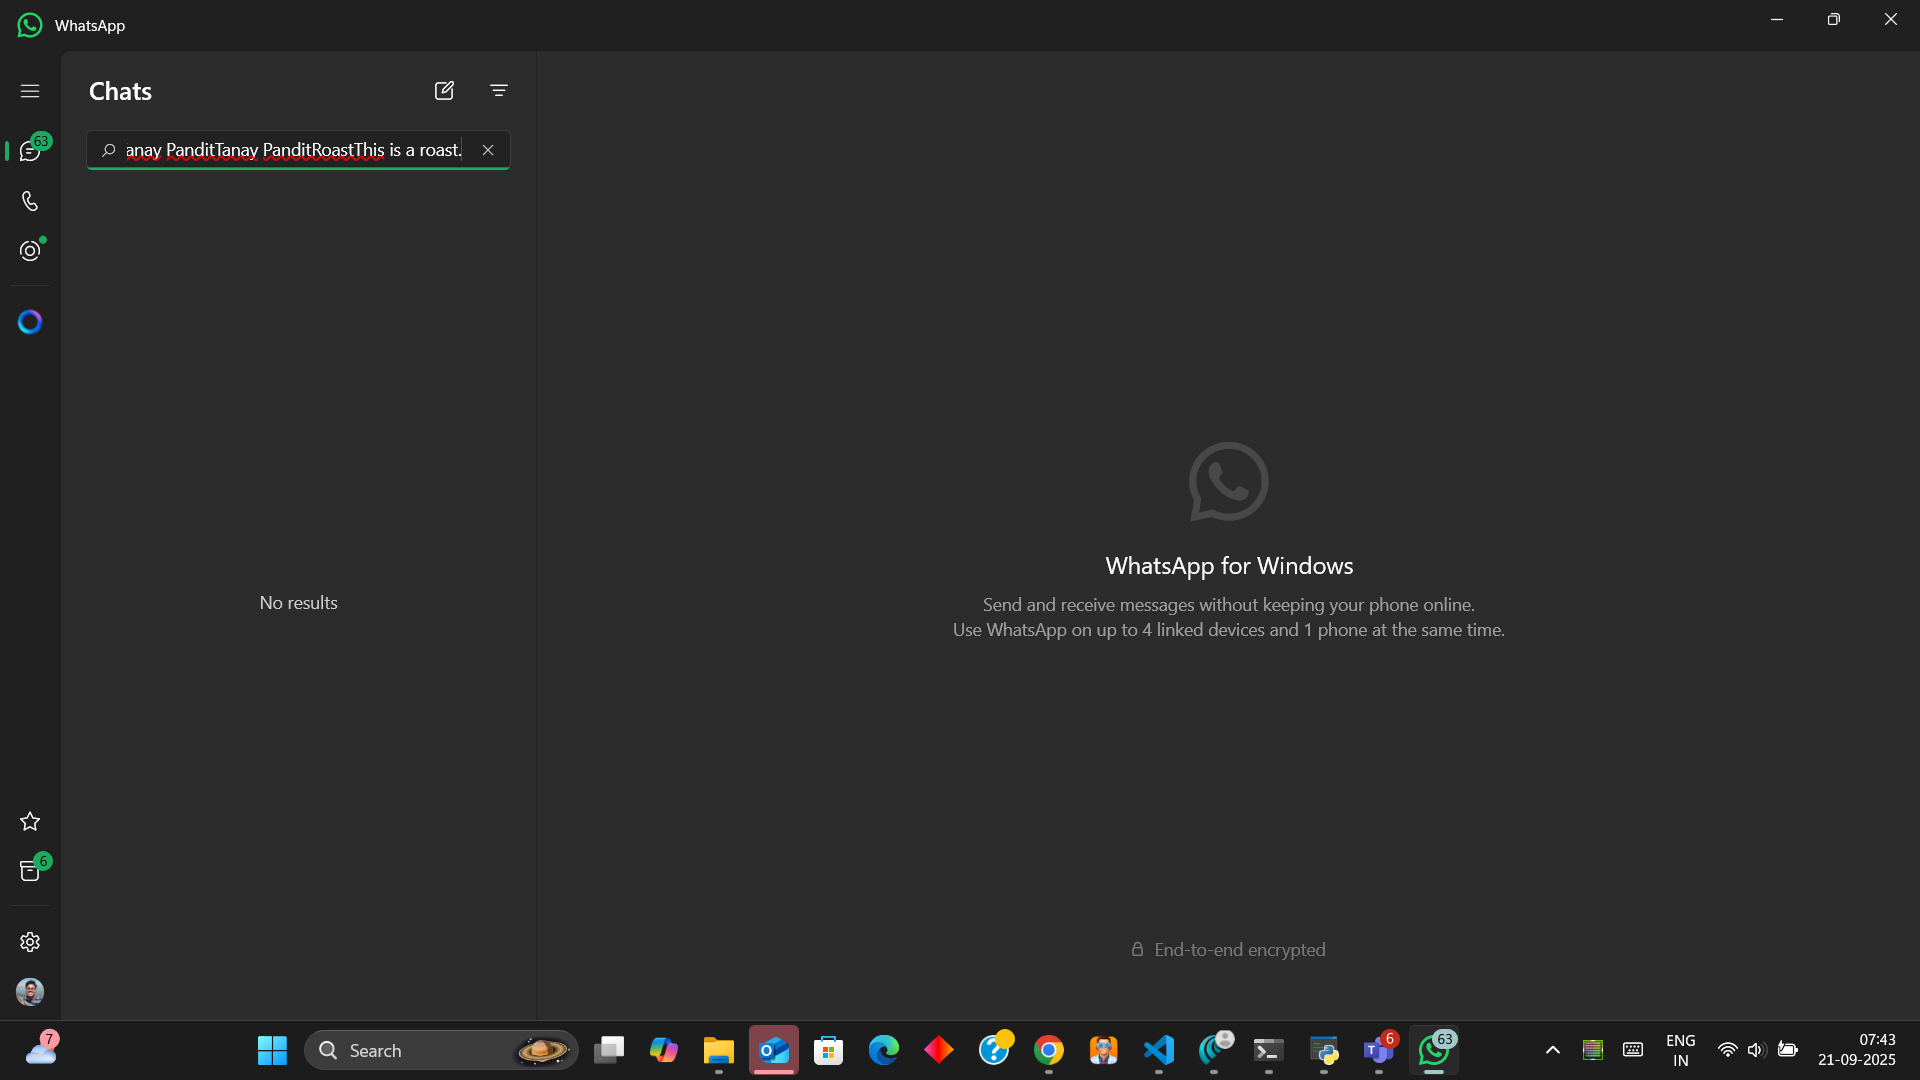 WhatsApp
Chats
63
anay PanditTanay PanditRoastThis is a roast.
No results
WhatsApp for Windows
Send and receive messages without keeping your phone online.
Use WhatsApp on up to 4 linked devices and 1 phone at the same time.
6
End-to-end encrypted
7
Search
6
63
ENG
IN
07:43
21-09-2025